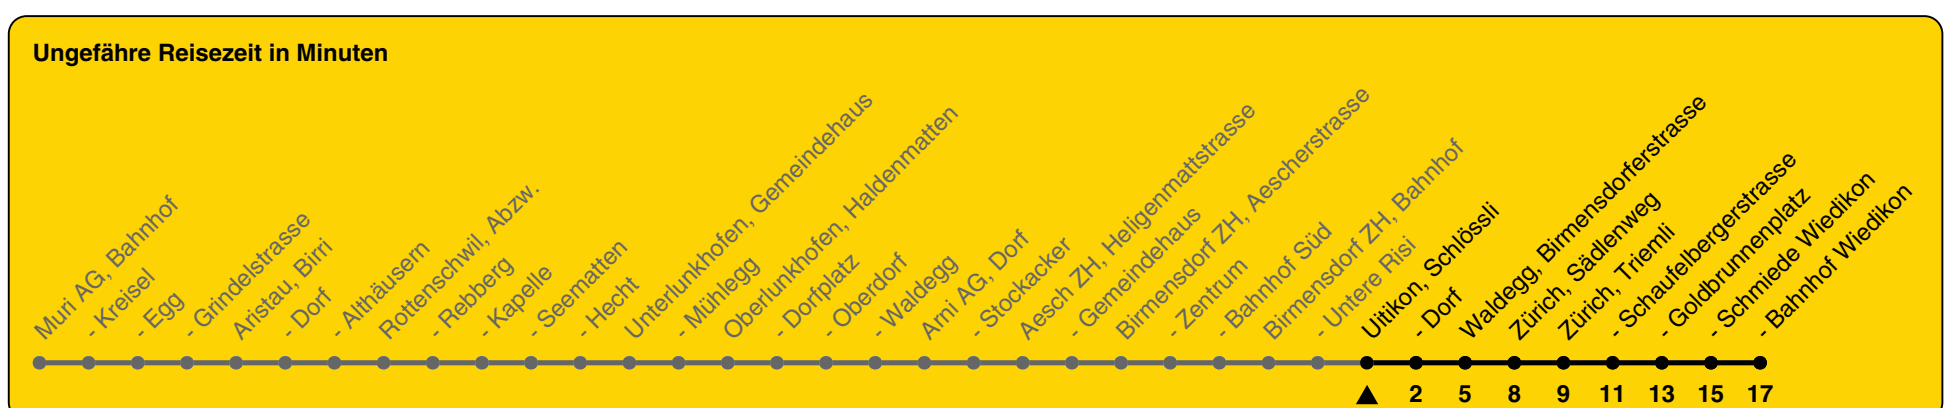 Ungefähre Reisezeit in Minuten
Muri AG, Bahnhof
- Kreisel
- Egg
- Grindelstrasse
Aristau, Birri
- Dorf
- Althäusern
Rottenschwil, Abzw.
- Rebberg
- Kapelle
- Seematten
- Hecht
Unterlunkhofen, Gemeindehaus
- Mühlegg
Oberlunkhofen, Haldenmatten
- Dorfplatz
- Oberdorf
- Waldegg
Arni AG, Dorf
- Stockacker
Aesch ZH, Heligenmattstrasse
- Gemeindehaus
Birmensdorf ZH, Aescherstrasse
- Zentrum
- Bahnhof Süd
Birmensdorf ZH, Bahnhof
- Untere Risi
Uitikon, Schlössli
- Dorf
Waldegg, Birmensdorferstrasse
Zürich, Sädlenweg
Zürich, Triemli
- Schaufelbergerstrasse
- Goldbrunnenplatz
- Schmiede Wiedikon
- Bahnhof Wiedikon
2 5 8 9 11 13 15 17